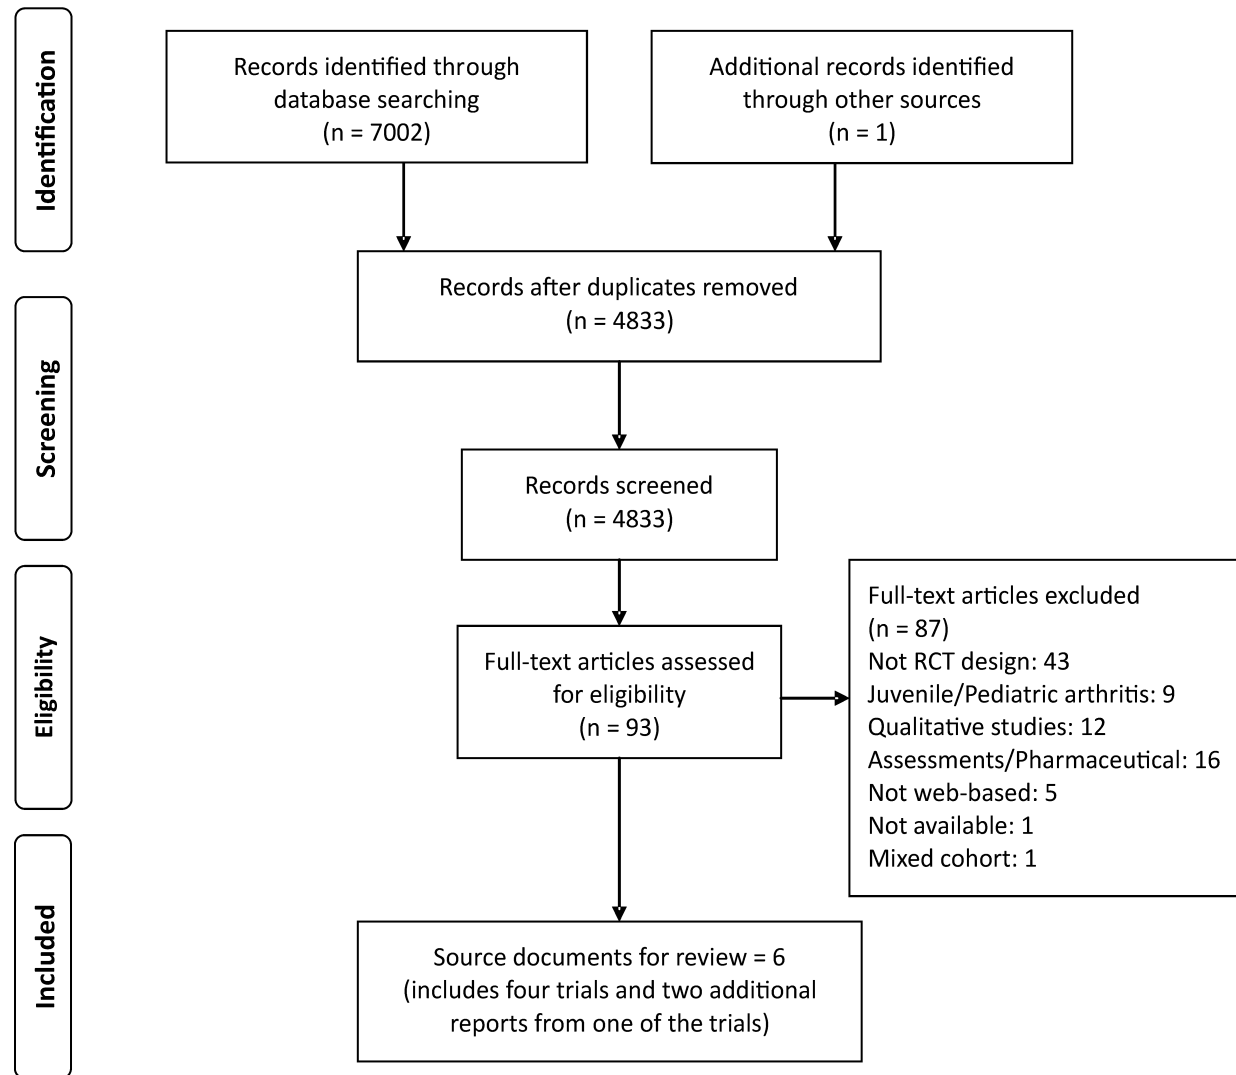 Identification
Records identified through
database searching
(n = 7002)
Additional records identified
through other sources
(n = 1)
Records after duplicates removed
(n = 4833)
Screening
Records screened
(n = 4833)
Eligibility
Full-text articles assessed
for eligibility
(n = 93)
Full-text articles excluded
(n = 87)
Not RCT design: 43
Juvenile/Pediatric arthritis: 9
Qualitative studies: 12
Assessments/Pharmaceutical: 16
Not web-based: 5
Not available: 1
Mixed cohort: 1
Included
Source documents for review = 6
(includes four trials and two additional
reports from one of the trials)